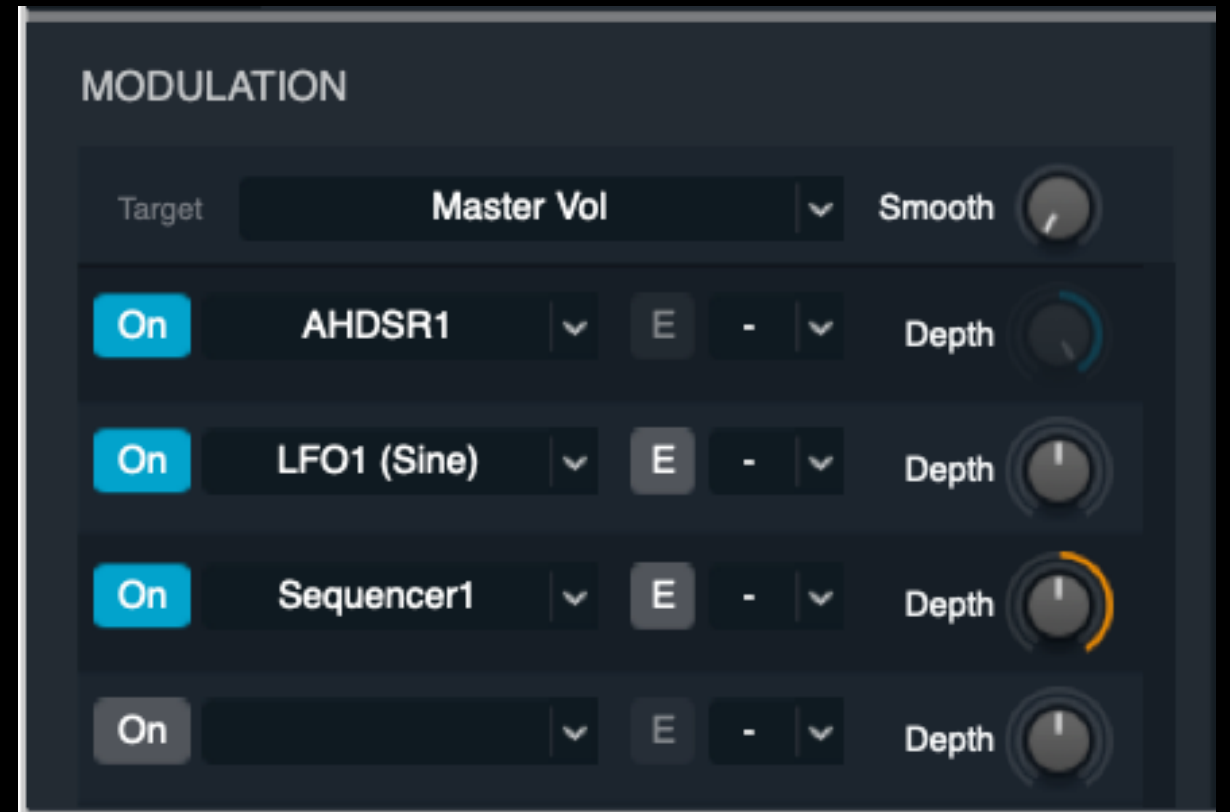 MODULATION
Target Master Vol Smooth
On AHDSR1 E - Depth
On LFO1 (Sine) E - Depth
On Sequencer1 E - Depth
On E - Depth